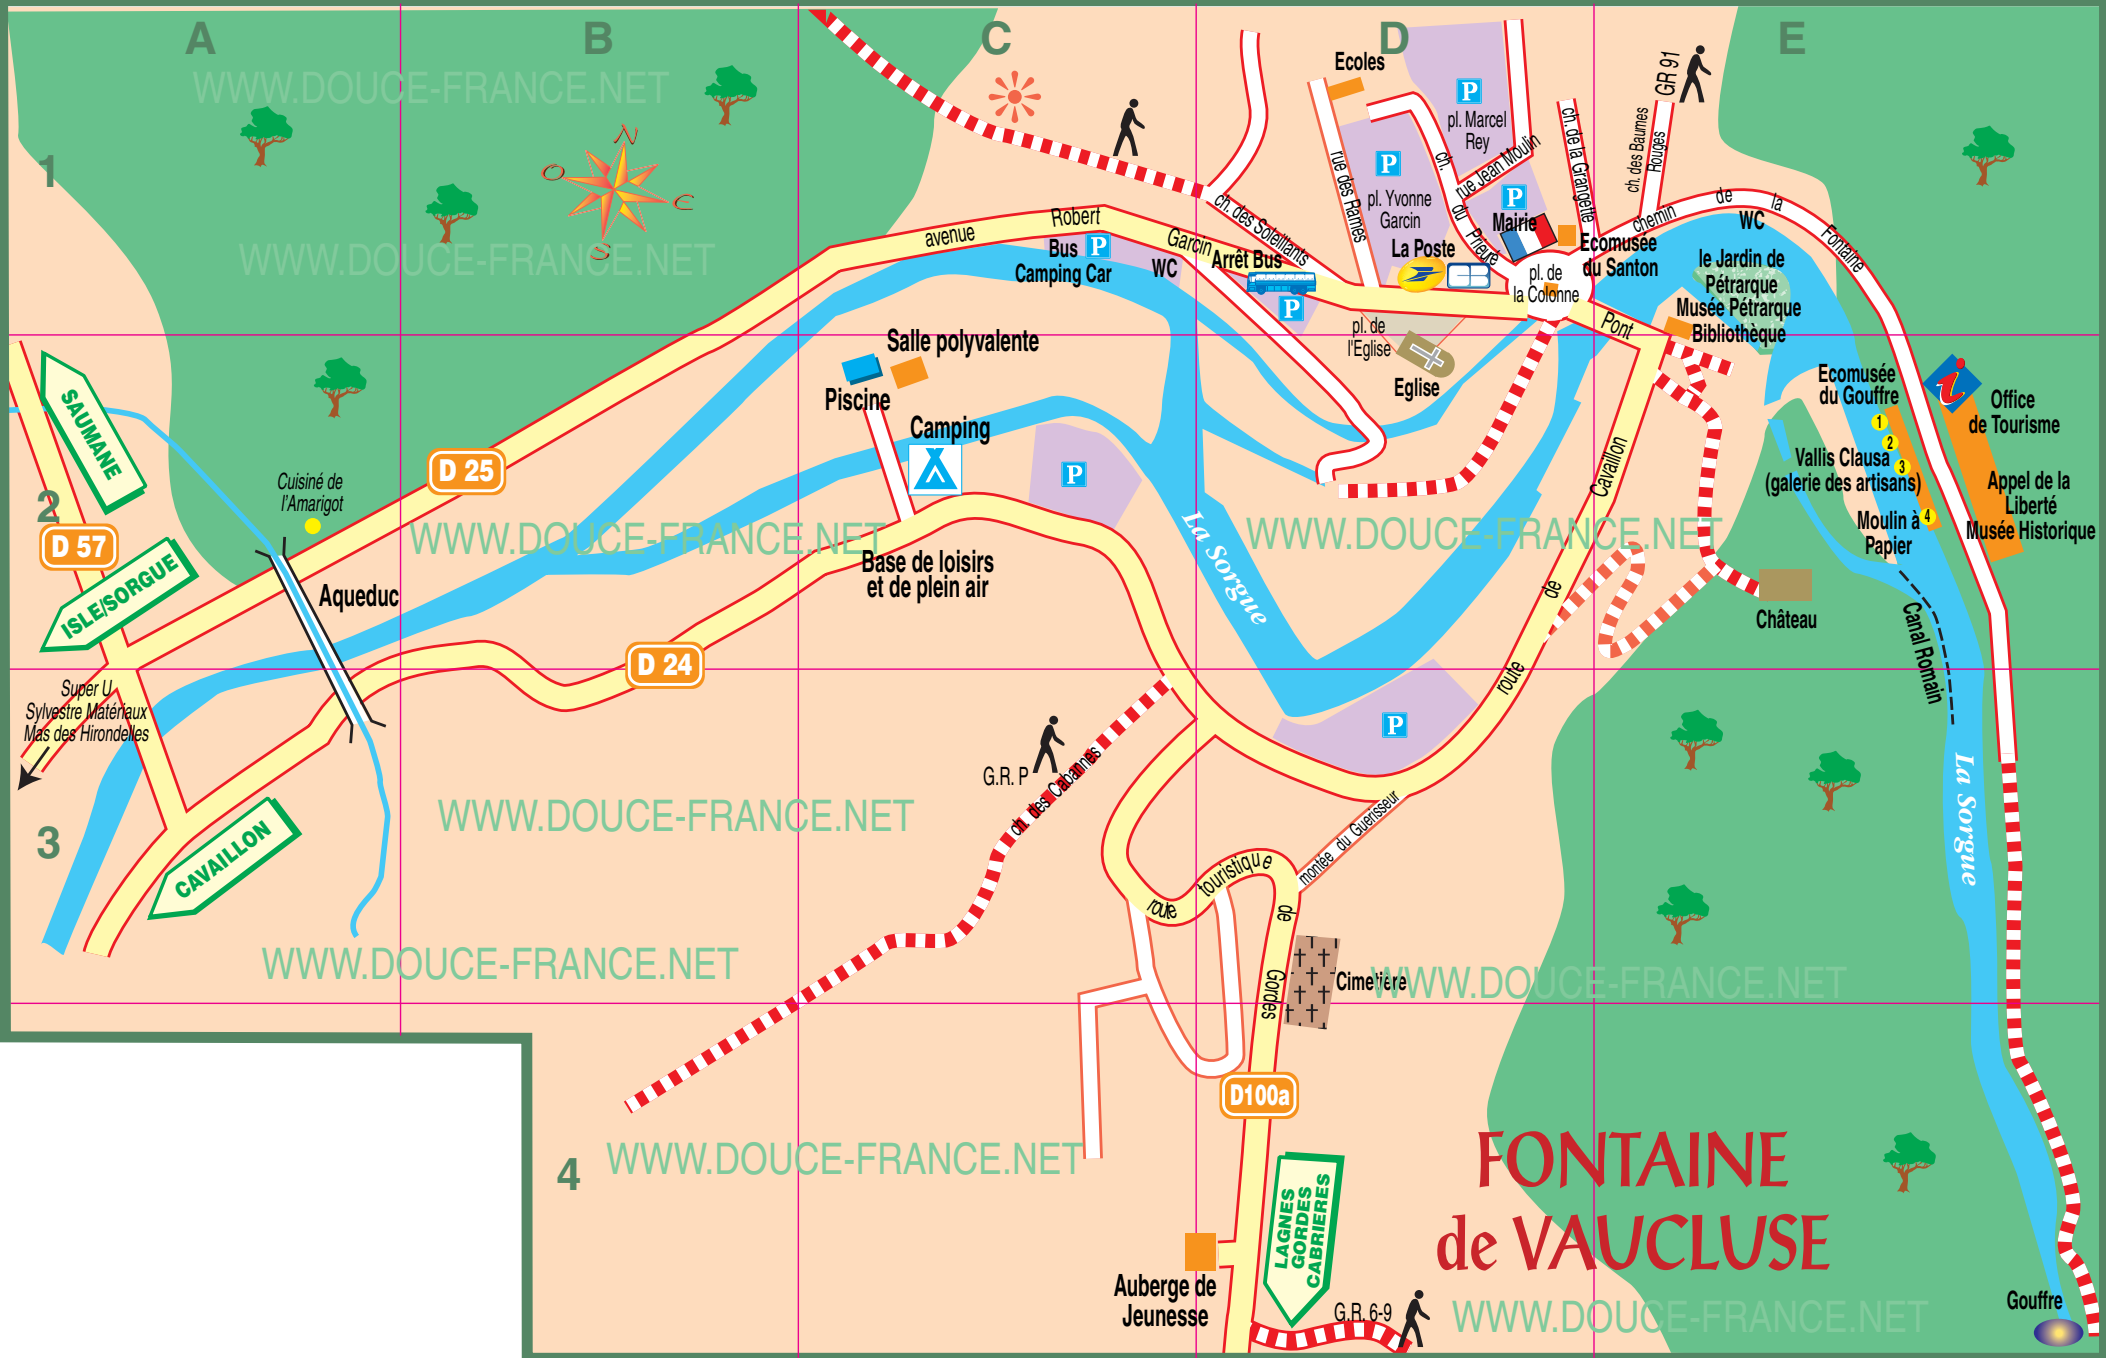 A
B
C
D
E
1
2
3
4
WWW.DOUCE-FRANCE.NET
WWW.DOUCE-FRANCE.NET
N
O
E
S
Ecoles
P
pl. Marcel
Rey
GR 91
ch. des Baumes
Rouges
ch. de la Grangette
rue Jean Moulin
rue des Rames
P
pl. Yvonne
Garcin
ch.
du
Prieuré
P
Mairie
Ecomusée
du Santon
La Poste
ch. des Soleillants
Arrêt Bus
P
avenue
Robert
Garcin
Bus
P
Camping Car
WC
pl. de
la Colonne
chemin
de
la
Fontaine
WC
le Jardin de
Pétrarque
Musée Pétrarque
Bibliothèque
Pont
pl. de
l'Eglise
Eglise
Salle polyvalente
Piscine
Camping
P
SAUMANE
D 25
Cuisiné de
l'Amarigot
D 57
ISLE/SORGUE
Aqueduc
WWW.DOUCE-FRANCE.NET
Base de loisirs
et de plein air
D 24
La Sorgue
WWW.DOUCE-FRANCE.NET
Cavaillon
de
route
Ecomusée
du Gouffre
1
2
3
4
Vallis Clausa
(galerie des artisans)
Moulin à
Papier
i
Office
de Tourisme
Appel de la
Liberté
Musée Historique
Château
Canal Romain
La Sorgue
Super U
Sylvestre Matériaux
Mas des Hirondelles
CAVAILLON
G.R. P
ch. des Cabannes
P
WWW.DOUCE-FRANCE.NET
montée du Guérisseur
route
touristique
de
Gordes
Cimetière
WWW.DOUCE-FRANCE.NET
WWW.DOUCE-FRANCE.NET
D100a
WWW.DOUCE-FRANCE.NET
LAGNES
GORDES
CABRIERES
Auberge de
Jeunesse
G.R. 6-9
FONTAINE
de VAUCLUSE
WWW.DOUCE-FRANCE.NET
Gouffre